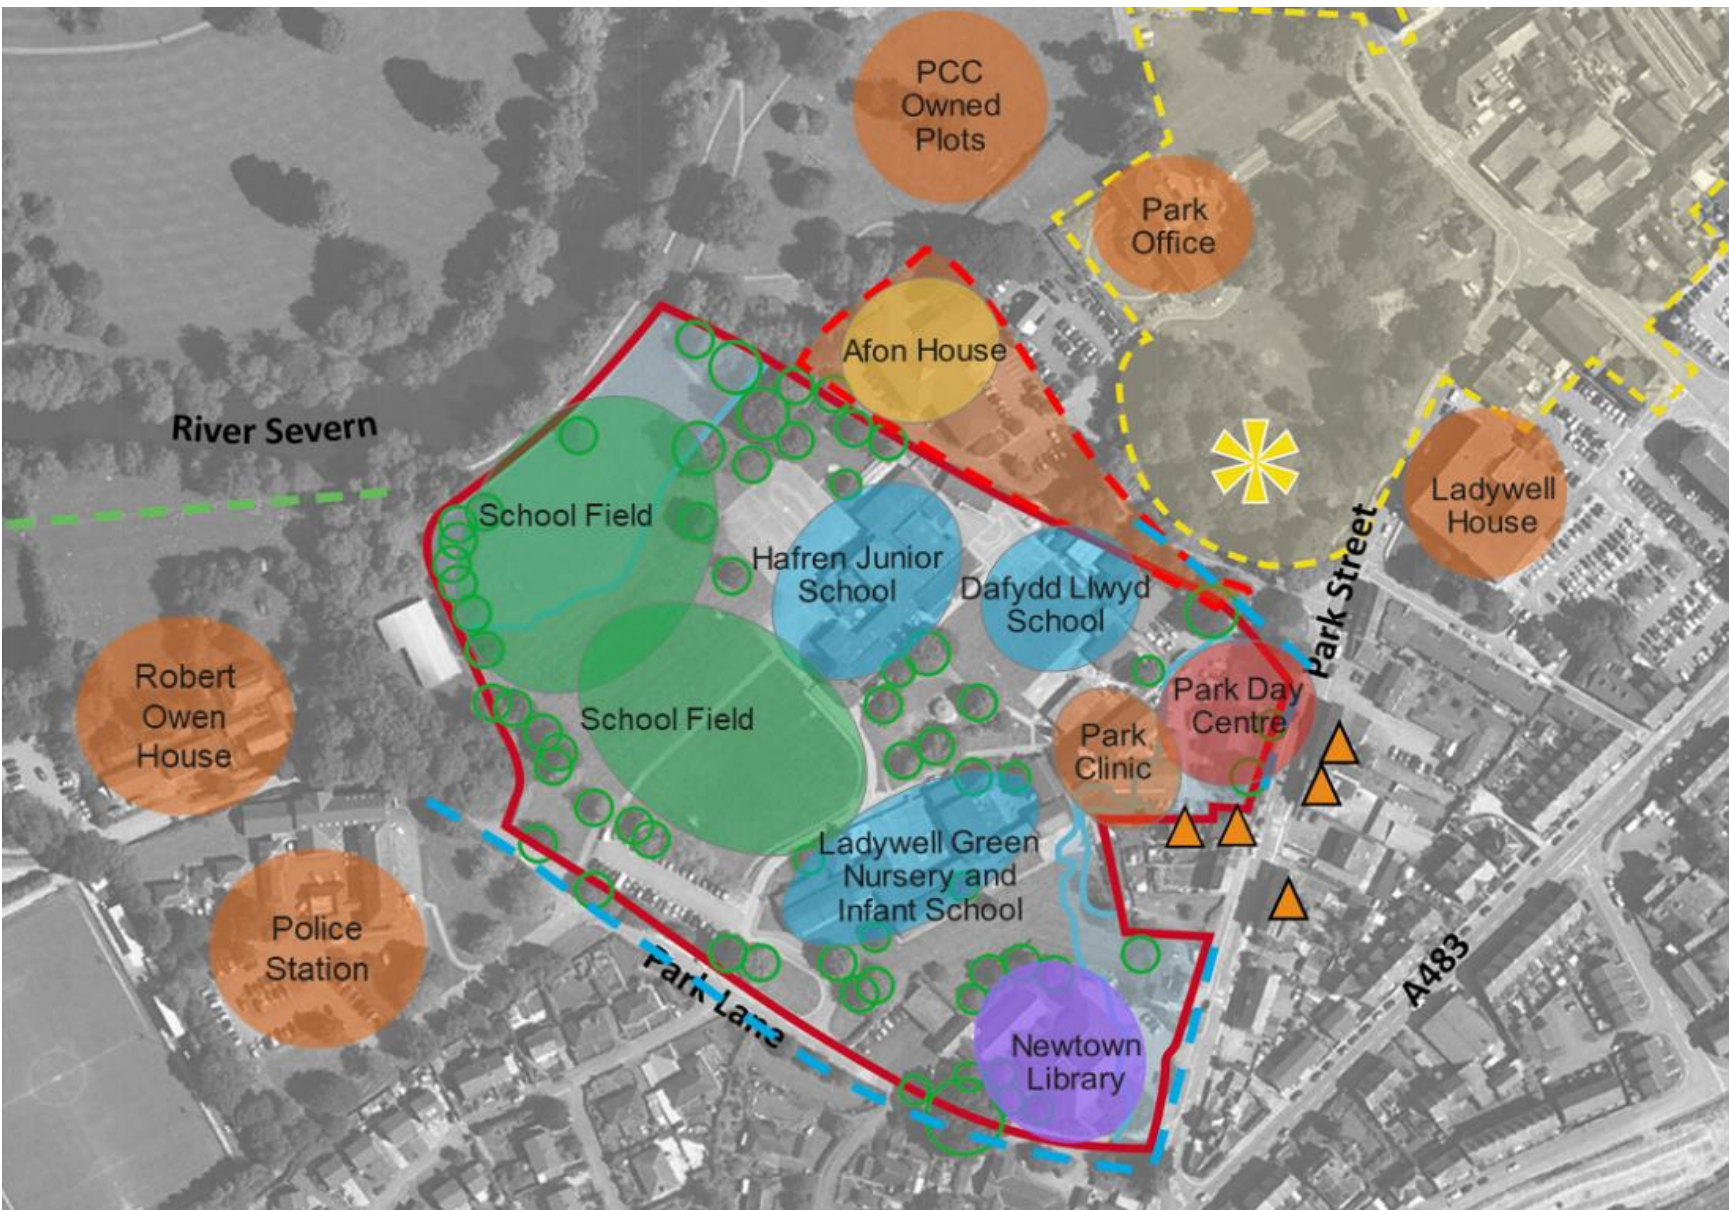 PCC
Owned
Plots
Park
Office
Afon House
River Severn
Ladywell
House
School Field
Hafren Junior
School
Dafydd Llwyd
School
Park Street
Robert
Owen
House
School Field
Park Day
Centre
Park
Clinic
Ladywell Green
Nursery and
Infant School
Police
Station
Park Lane
A483
Newtown
Library